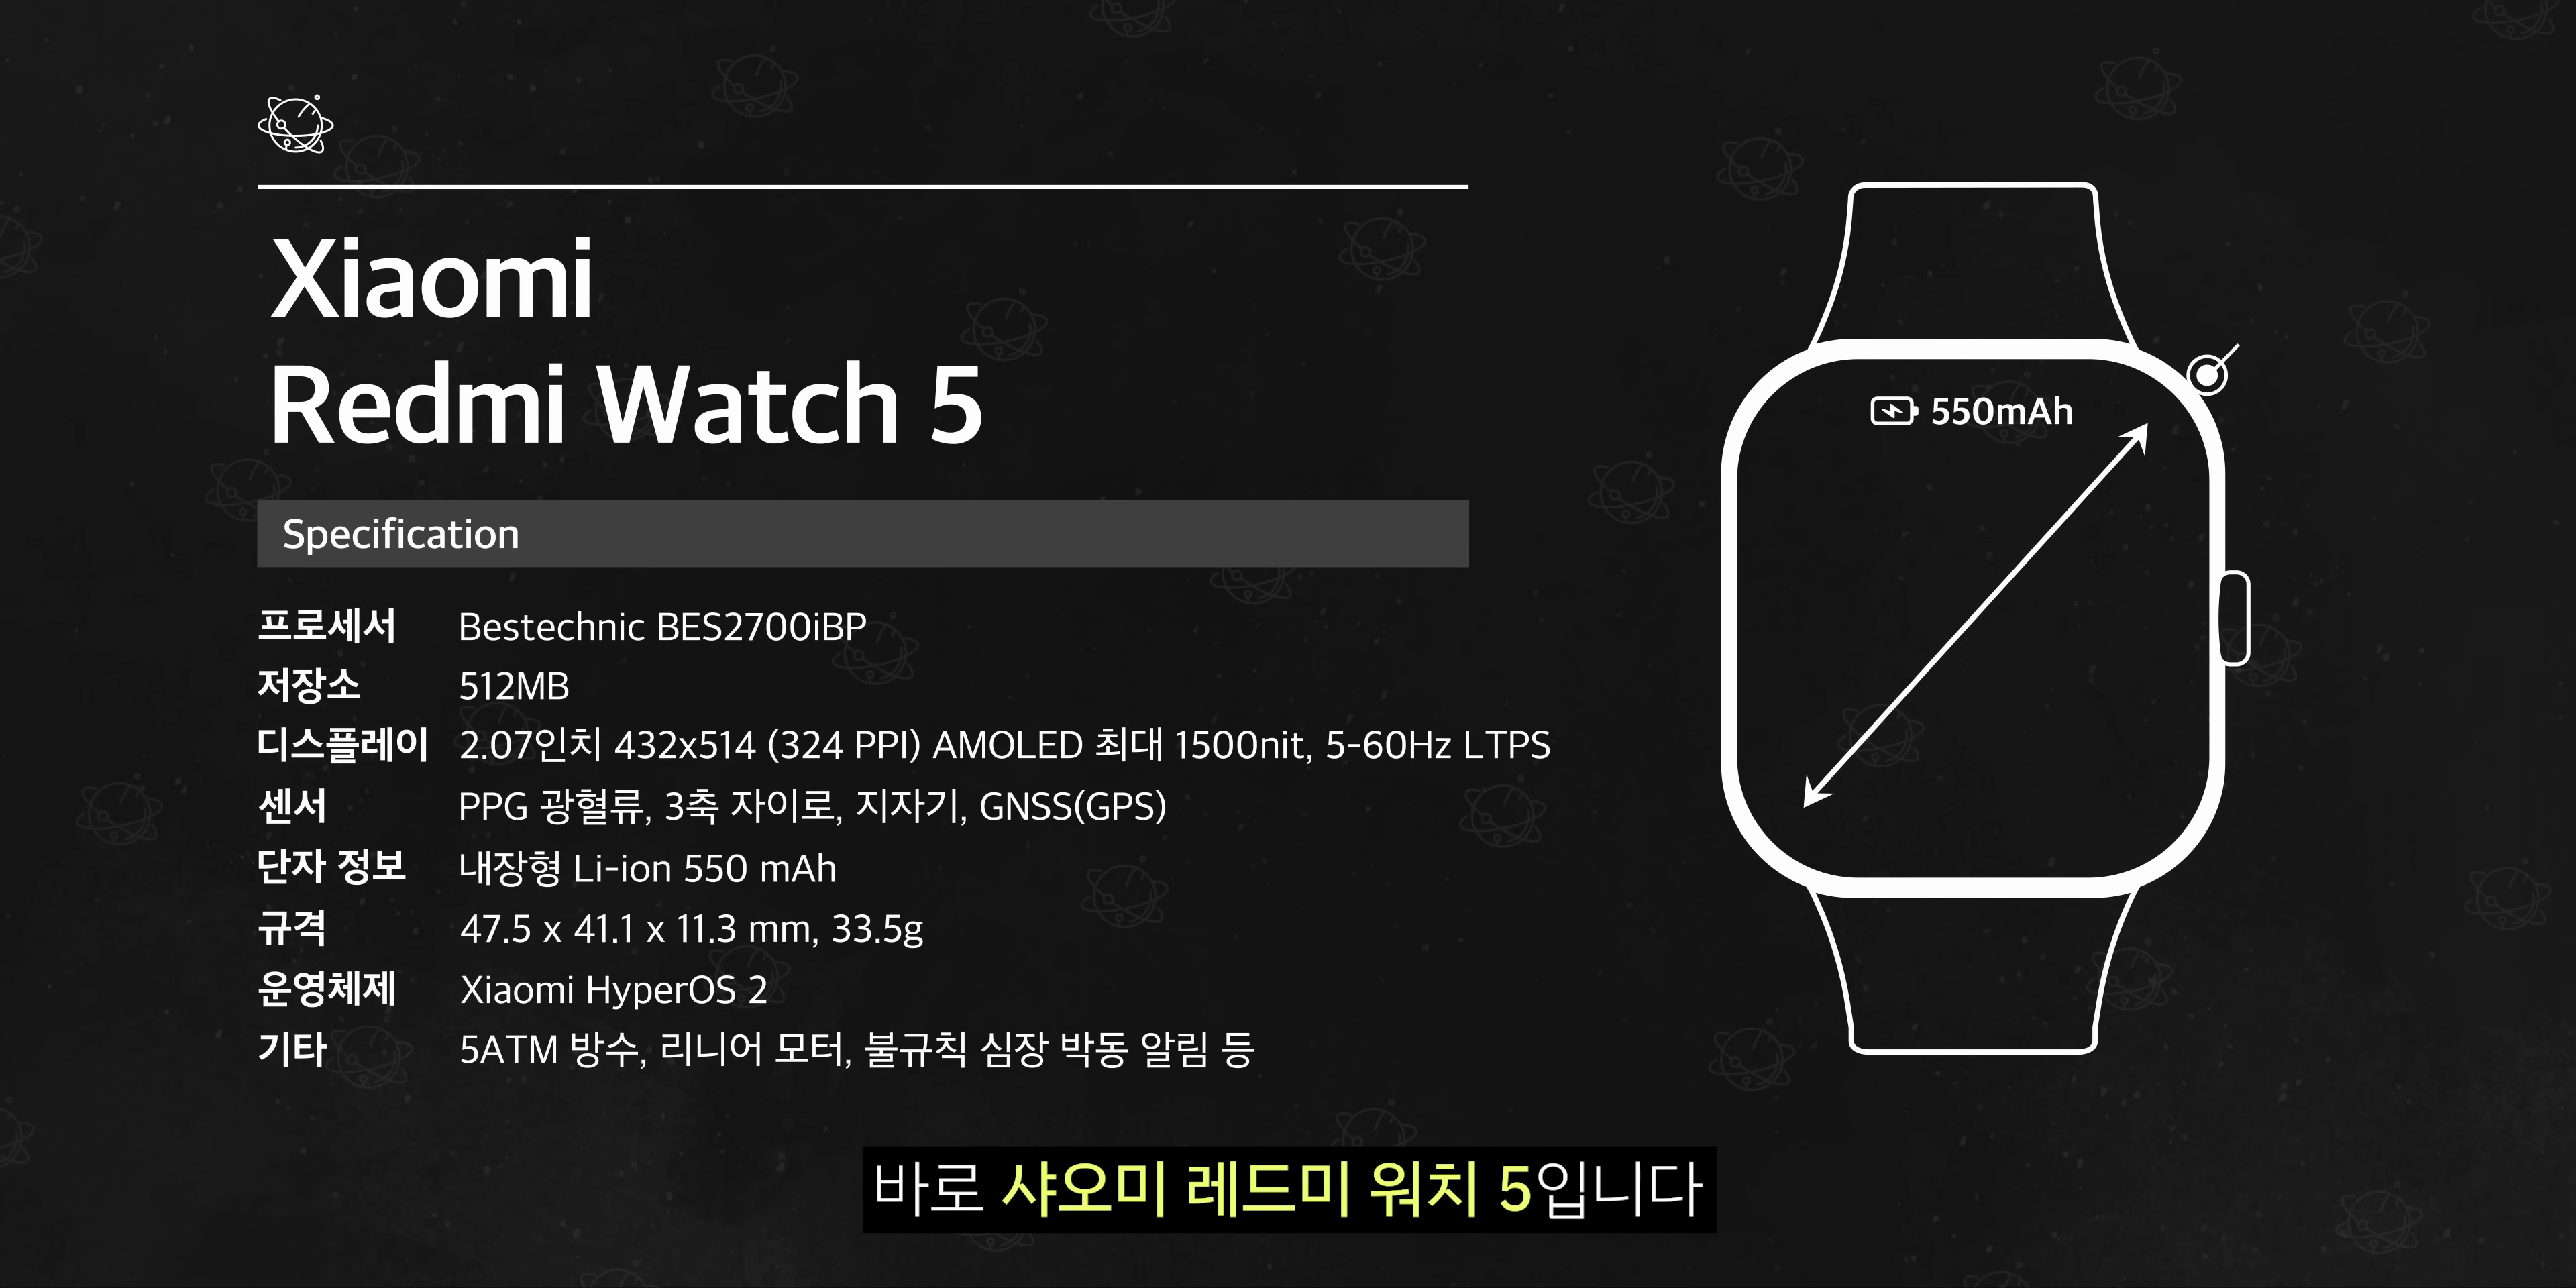 Xiaomi
Redmi Watch 5
550mAh
Specification
프로세서 Bestechnic BES2700iBP
저장소 512MB
디스플레이 2.07인치 432x514 (324 PPI) AMOLED 최대 1500nit, 5-60Hz LTPS
센서 PPG 광혈류, 3축 자이로, 지자기, GNSS(GPS)
단자 정보 내장형 Li-ion 550 mAh
규격 47.5 x 41.1 x 11.3 mm, 33.5g
운영체제 Xiaomi HyperOS 2
기타 5ATM 방수, 리니어 모터, 불규칙 심장 박동 알림 등
바로 샤오미 레드미 워치 5입니다